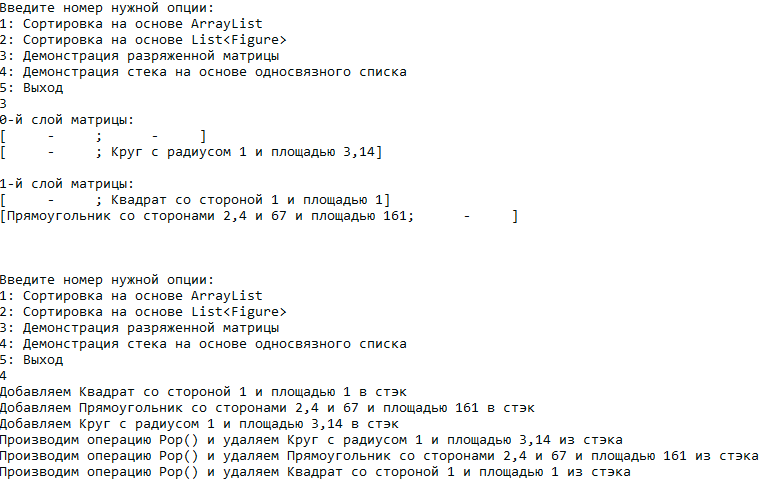 Введите номер нужной опции:
1: Сортировка на основе ArrayList
2: Сортировка на основе List<Figure>
3: Демонстрация разряженной матрицы
4: Демонстрация стека на основе односвязного списка
5: Выход
3
0-й слой матрицы:
[     -     ;      -     ]
[     -     ; Круг с радиусом 1 и площадью 3,14]
1-й слой матрицы:
[     -     ; Квадрат со стороной 1 и площадью 1]
[Прямоугольник со сторонами 2,4 и 67 и площадью 161;      -     ]
Введите номер нужной опции:
1: Сортировка на основе ArrayList
2: Сортировка на основе List<Figure>
3: Демонстрация разряженной матрицы
4: Демонстрация стека на основе односвязного списка
5: Выход
4
Добавляем Квадрат со стороной 1 и площадью 1 в стэк
Добавляем Прямоугольник со сторонами 2,4 и 67 и площадью 161 в стэк
Добавляем Круг с радиусом 1 и площадью 3,14 в стэк
Производим операцию Pop() и удаляем Круг с радиусом 1 и площадью 3,14 из стэка
Производим операцию Pop() и удаляем Прямоугольник со сторонами 2,4 и 67 и площадью 161 из стэка
Производим операцию Pop() и удаляем Квадрат со стороной 1 и площадью 1 из стэка